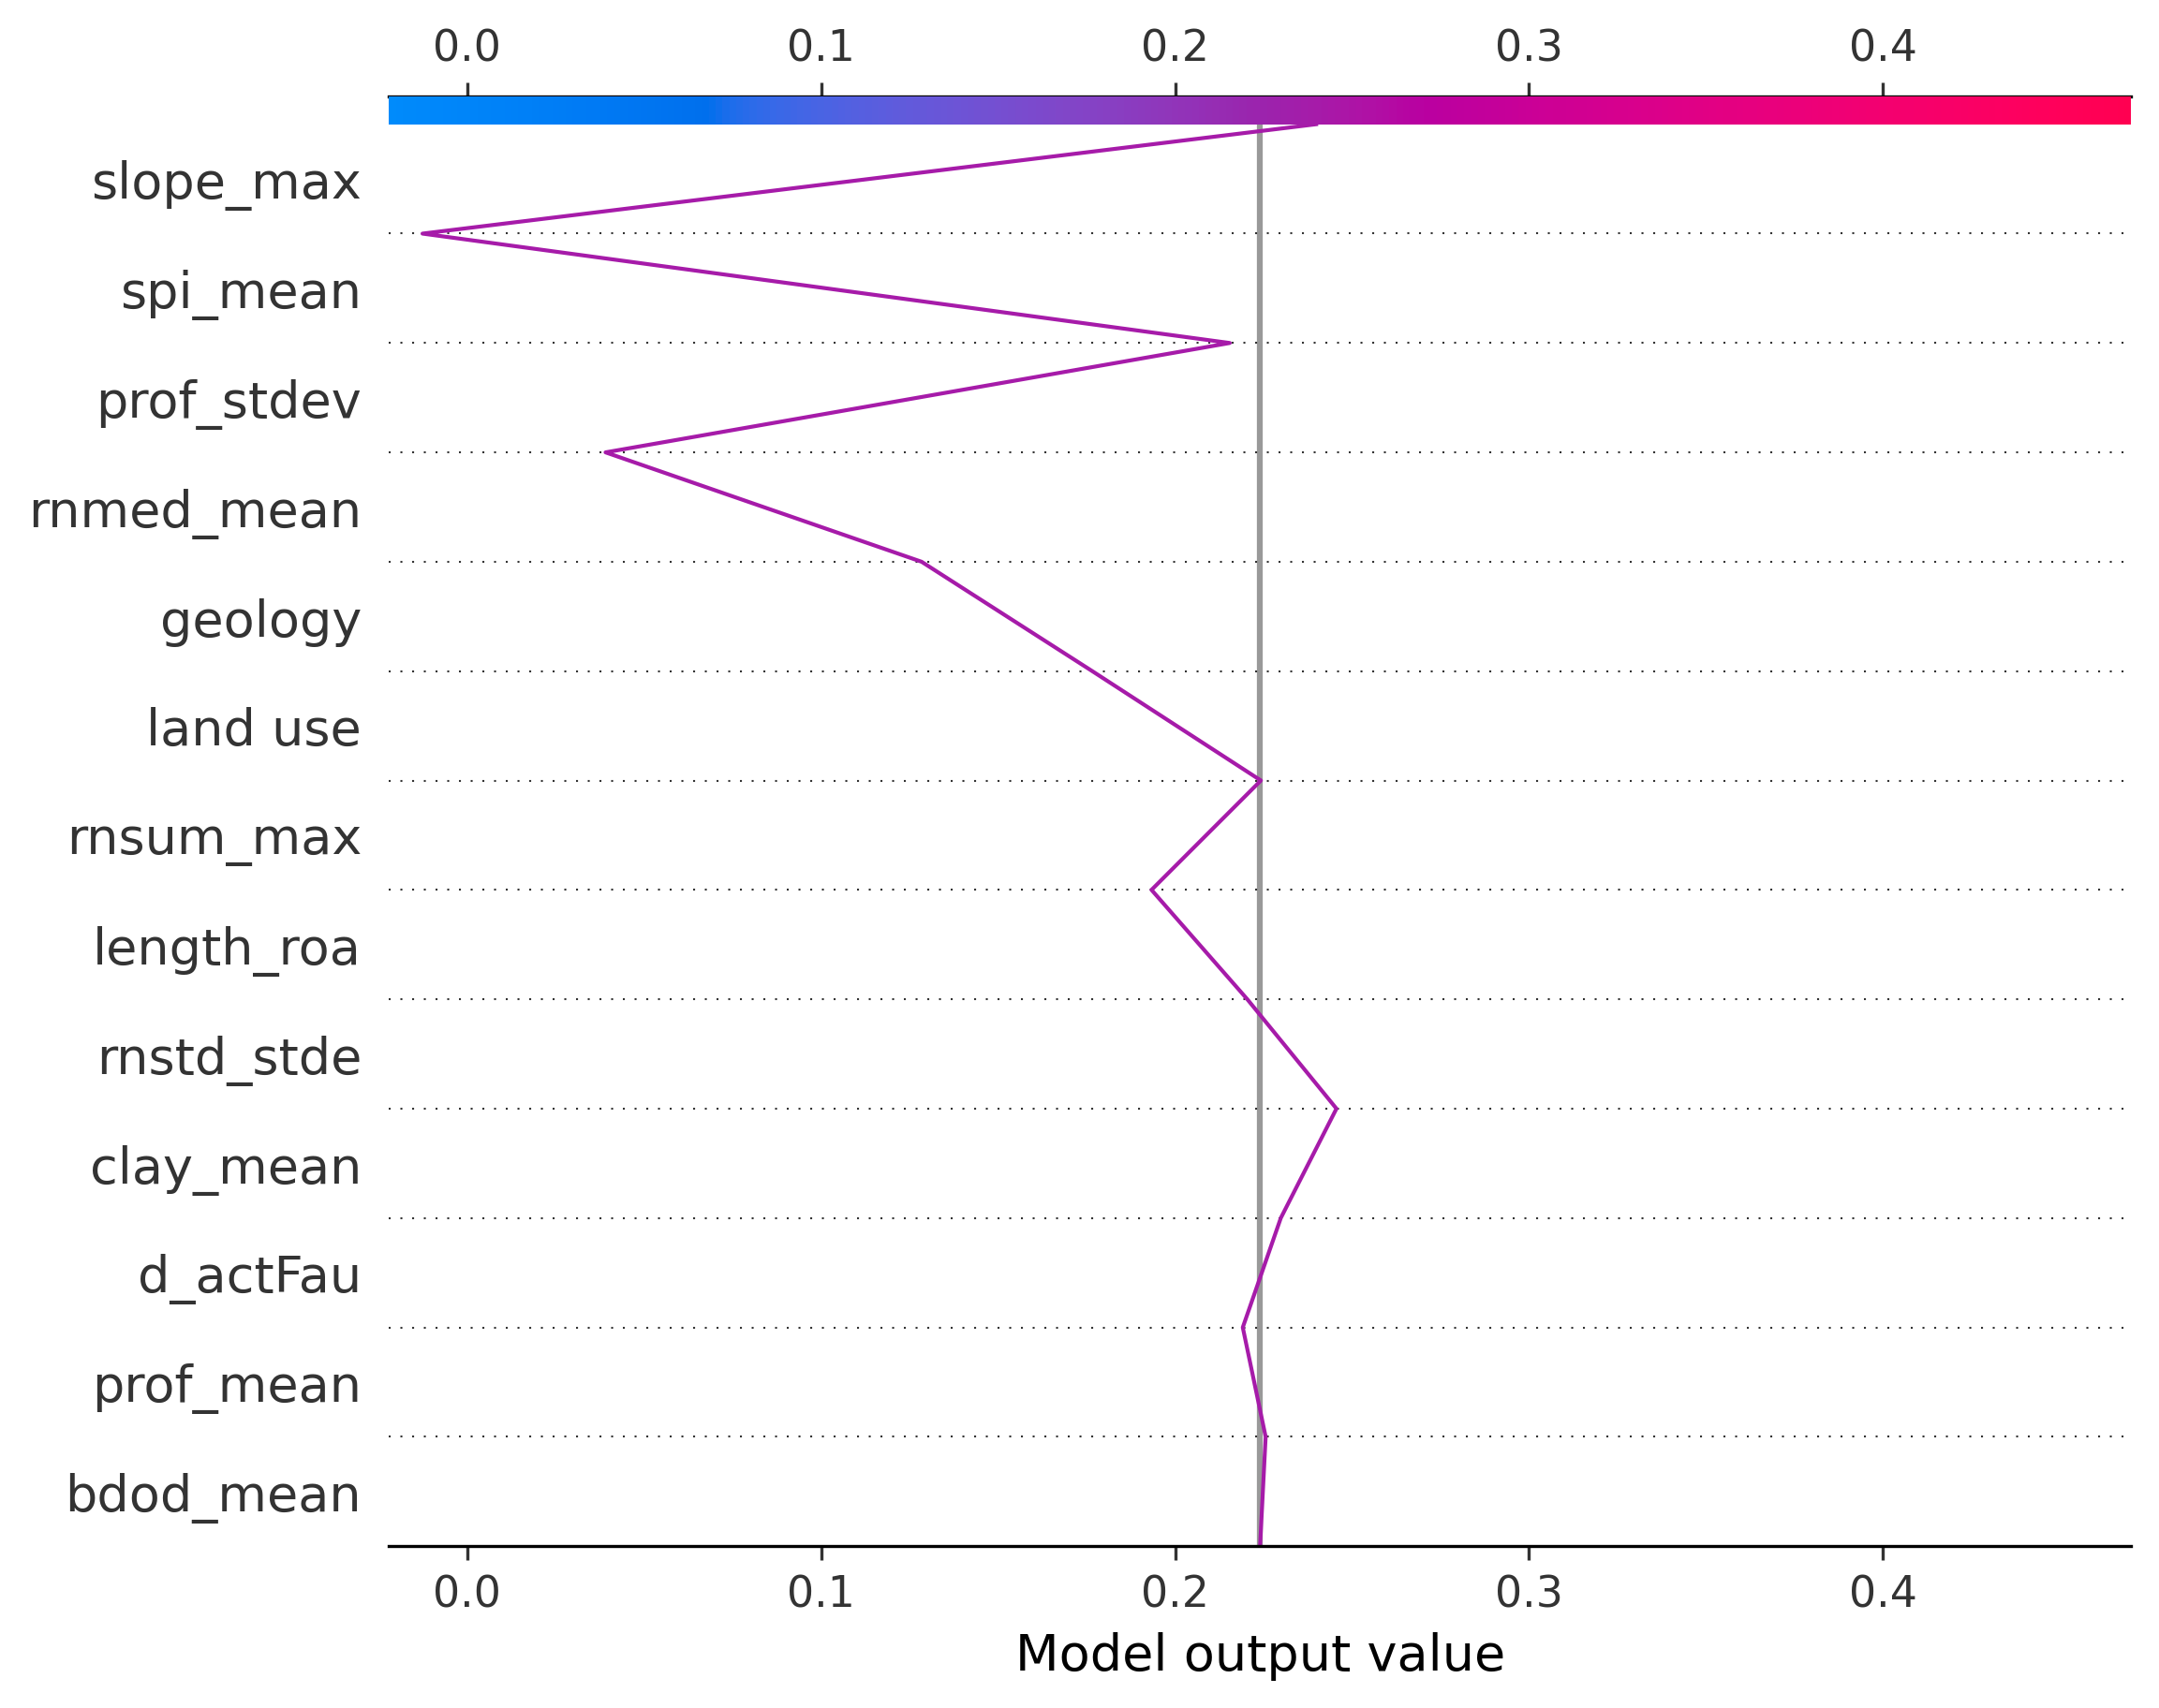 0.0 0.1 0.2 0.3 0.4
slope_max
spi_mean
prof_stdev
rnmed_mean
geology
land use
rnsum_max
length_roa
rnstd_stde
clay_mean
d_actFau
prof_mean
bdod_mean
0.0 0.1 0.2 0.3 0.4
Model output value